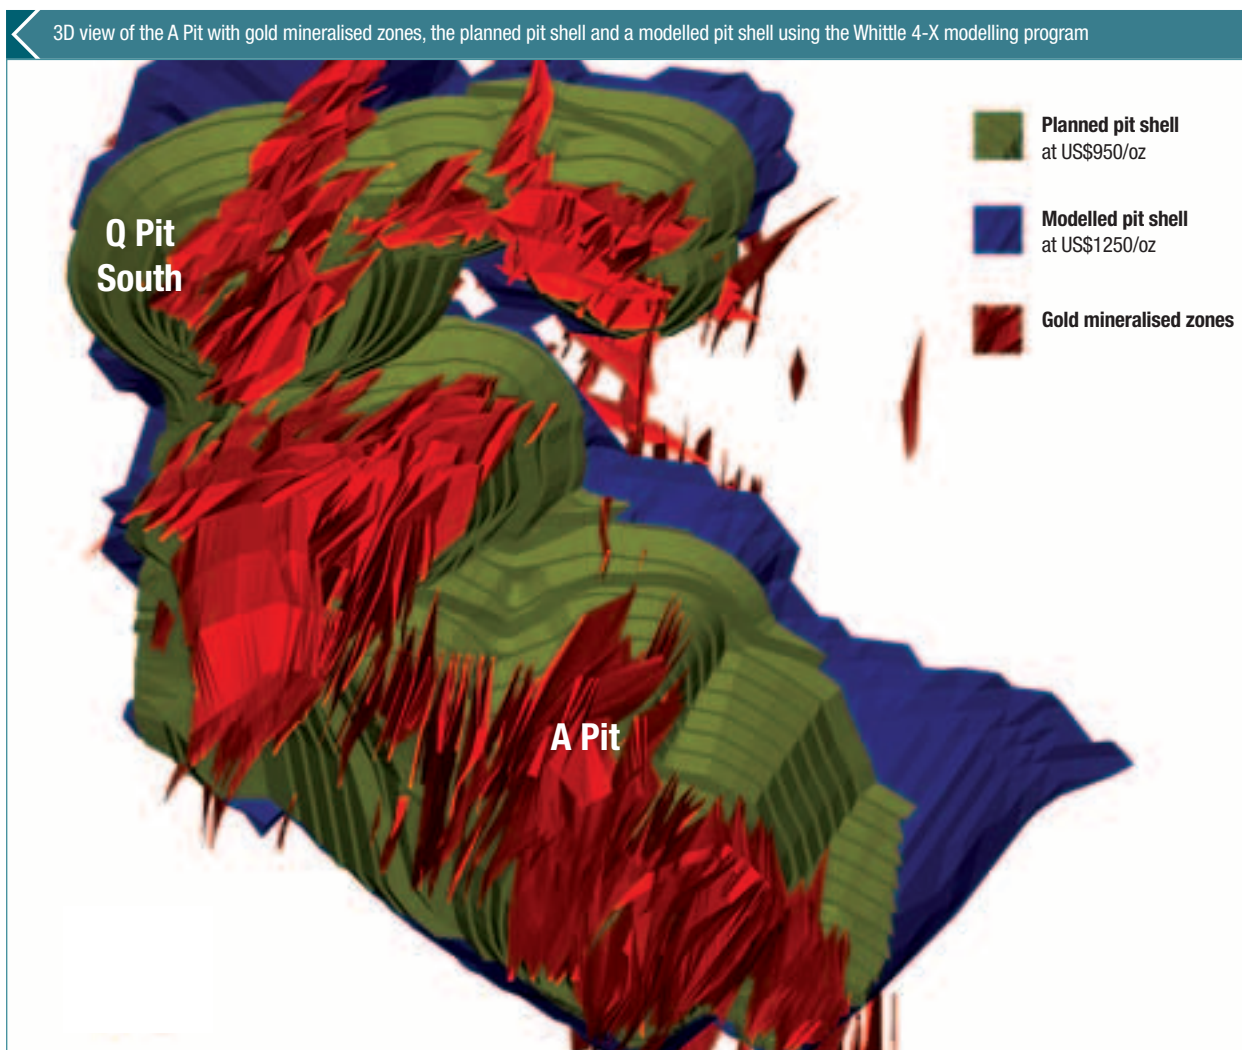 3D view of the A Pit with gold mineralised zones, the planned pit shell and a modelled pit shell using the Whittle 4-X modelling program
Planned pit shell
at US$950/oz
Modelled pit shell
at US$1250/oz
Gold mineralised zones
Q Pit
South
A Pit